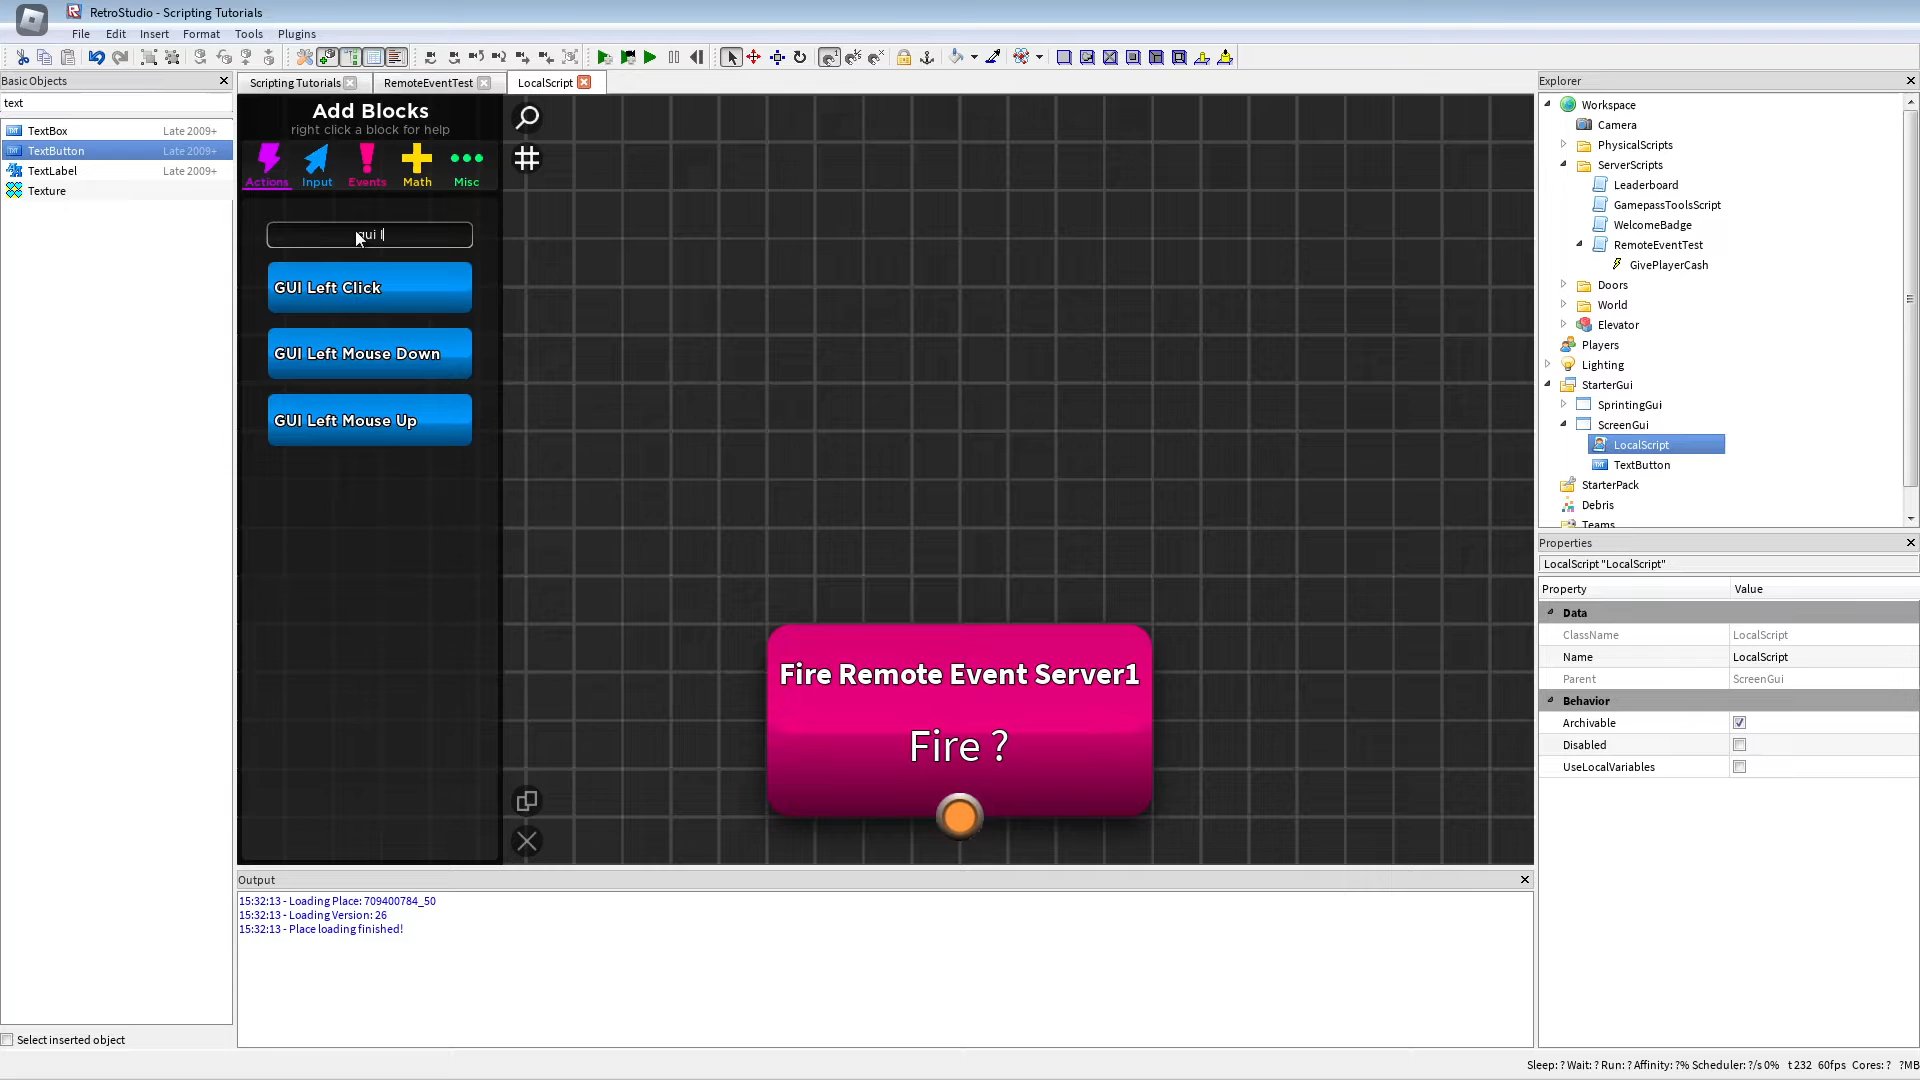 RetroStudio - Scripting Tutorials
File Edit Insert Format Tools Plugins
Basic Objects
text
TextBox Late 2009+
TextButton Late 2009+
TextLabel Late 2009+
Texture
Select inserted object
Scripting Tutorials RemoteEventTest LocalScript
Add Blocks
right click a block for help
Actions Input Events Math Misc
gui l
GUI Left Click
GUI Left Mouse Down
GUI Left Mouse Up
Fire Remote Event Server1
Fire ?
Output
15:32:13 - Loading Place: 709400784_50
15:32:13 - Loading Version: 26
15:32:13 - Place loading finished!
Explorer
Workspace
Camera
PhysicalScripts
ServerScripts
Leaderboard
GamepassToolsScript
WelcomeBadge
RemoteEventTest
GivePlayerCash
Doors
World
Elevator
Players
Lighting
StarterGui
SprintingGui
ScreenGui
LocalScript
TextButton
StarterPack
Debris
Teams
Properties
LocalScript "LocalScript"
Property Value
Data
ClassName LocalScript
Name LocalScript
Parent ScreenGui
Behavior
Archivable
Disabled
UseLocalVariables
Sleep: ? Wait: ? Run: ? Affinity: ?% Scheduler: ?/s 0% t 232 60fps Cores: ? ?MB